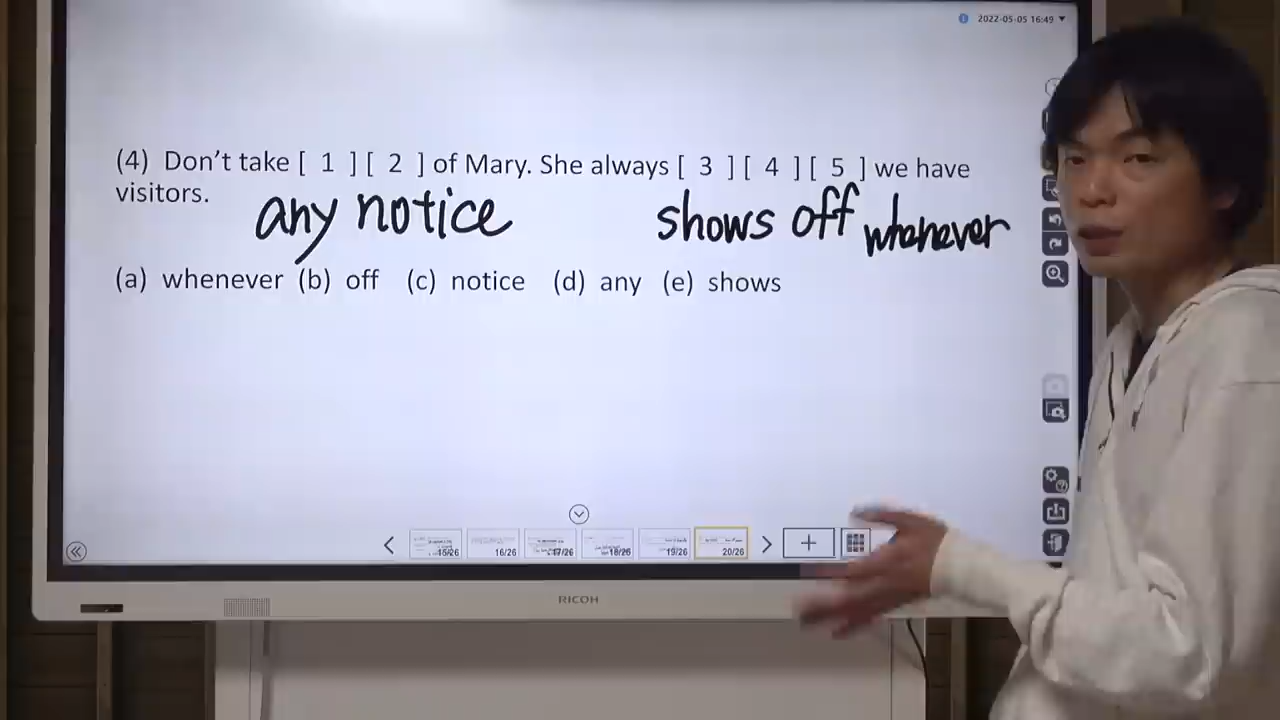 2022-05-05 16:49
(4) Don't take [ 1 ][ 2 ] of Mary. She always [ 3 ][ 4 ][ 5 ] we have
visitors.
any notice shows off whenever
(a) whenever (b) off (c) notice (d) any (e) shows
16/26 17/26 18/26 19/26 20/26
RICOH